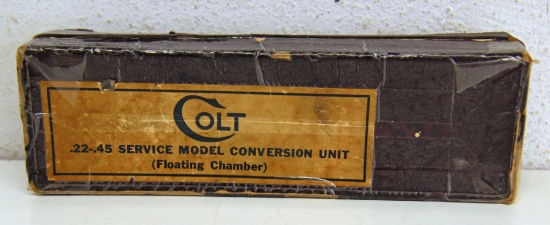 COLT
.22-.45 SERVICE MODEL CONVERSION UNIT
(Floating Chamber)